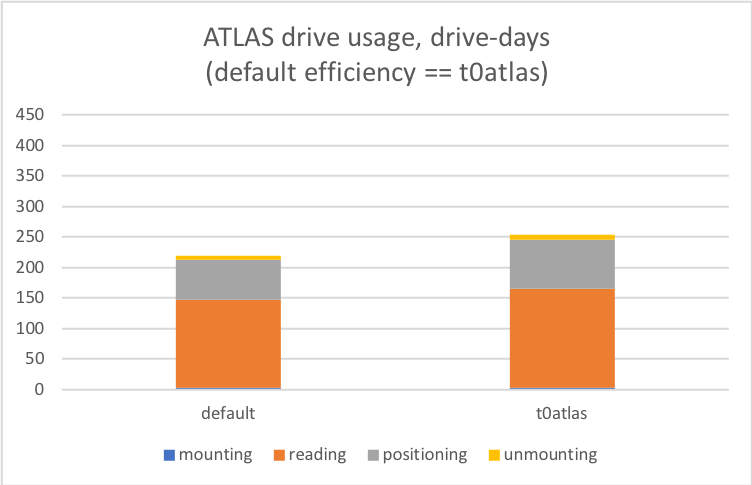 ATLAS drive usage, drive-days
(default efficiency == t0atlas)
450
400
350
300
250
200
150
100
50
0
default t0atlas
mounting reading positioning unmounting